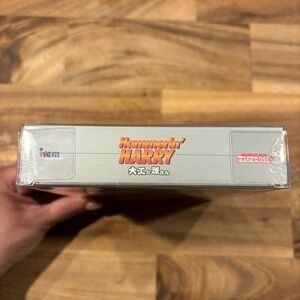 irem
Hammerin'
HARRY
大工の源さん
retro-bit